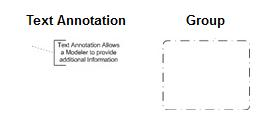 Text Annotation
Group
Text Annotation Allows
a Modeler to provide
additional Information